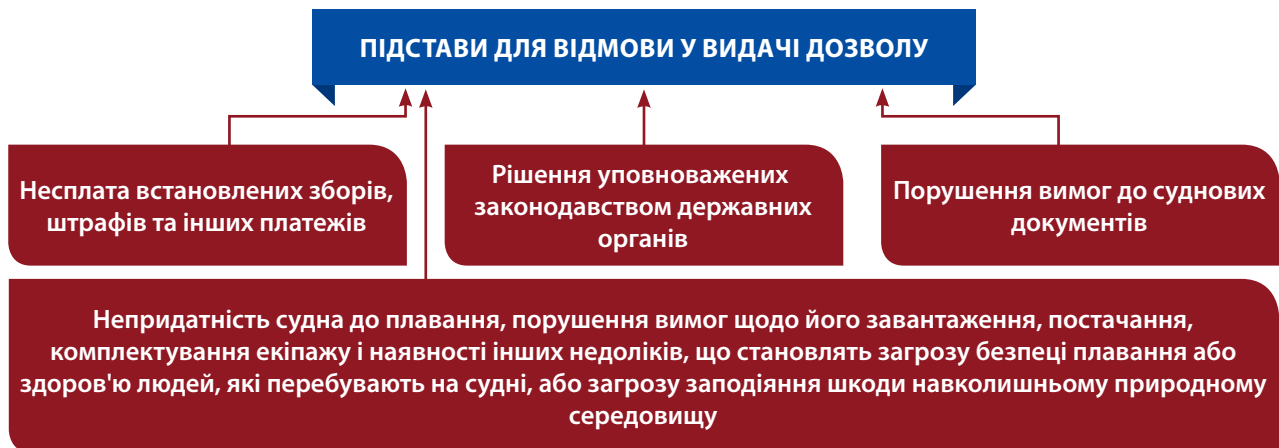 ПІДСТАВИ ДЛЯ ВІДМОВИ У ВИДАЧІ ДОЗВОЛУ
Несплата встановлених зборів,
штрафів та інших платежів
Рішення уповноважених
законодавством державних
органів
Порушення вимог до суднових
документів
Непридатність судна до плавання, порушення вимог щодо його завантаження, постачання,
комплектування екіпажу і наявності інших недоліків, що становлять загрозу безпеці плавання або
здоров'ю людей, які перебувають на судні, або загрозу заподіяння шкоди навколишньому природному
середовищу